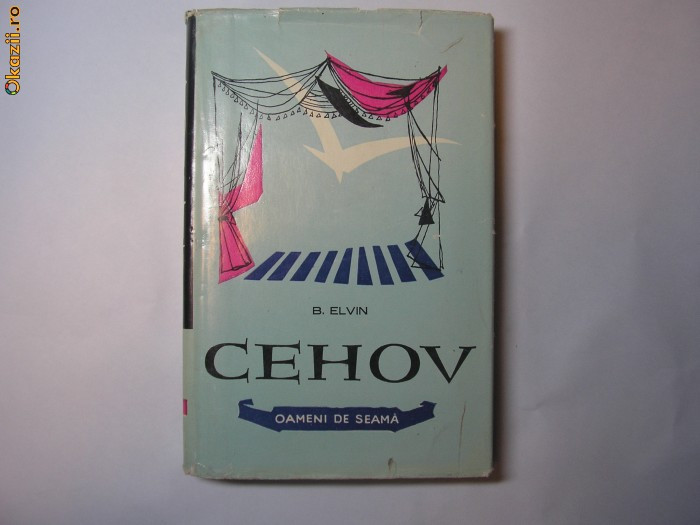 Okazii.ro
B. ELVIN
CEHOV
OAMENI DE SEAMĂ